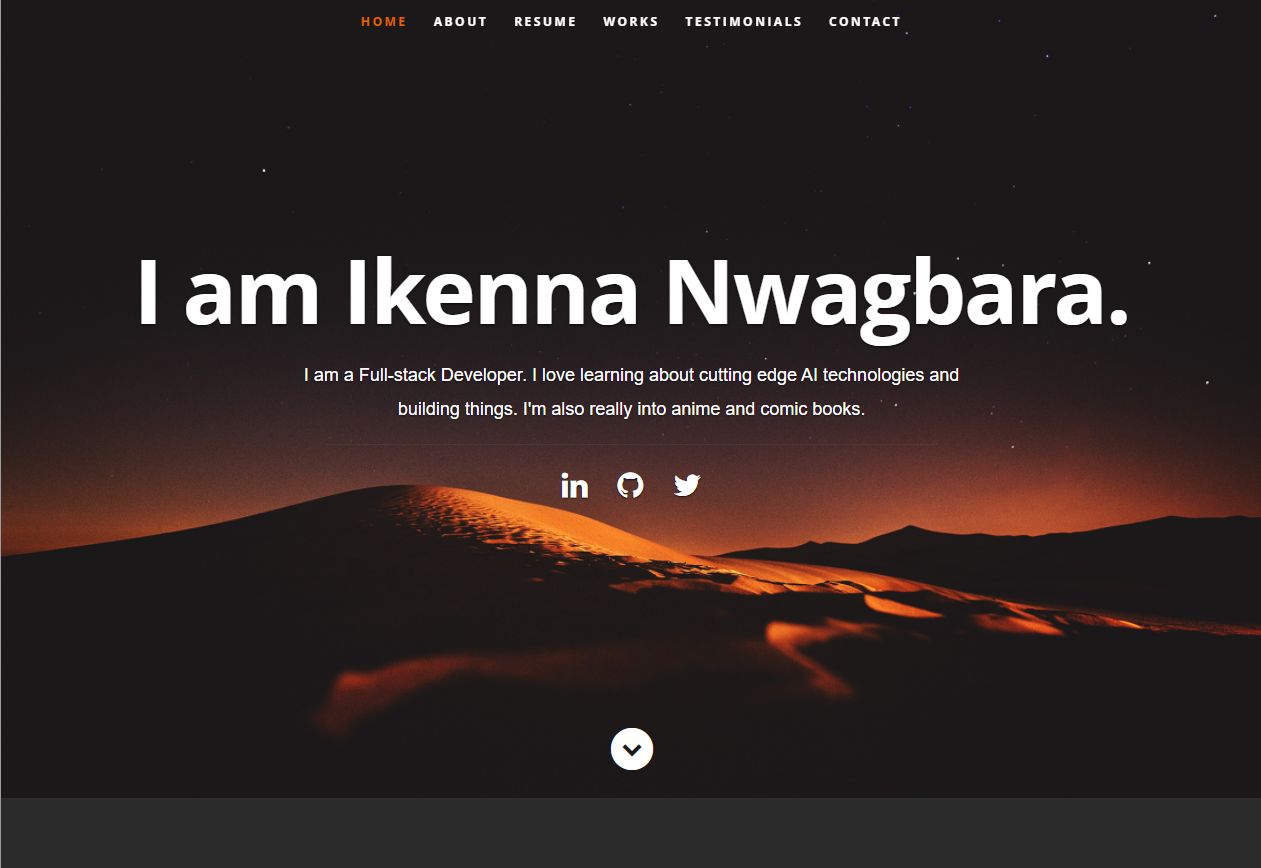 HOME ABOUT RESUME WORKS TESTIMONIALS CONTACT
I am Ikenna Nwagbara.
I am a Full-stack Developer. I love learning about cutting edge AI technologies and
building things. I'm also really into anime and comic books.
in